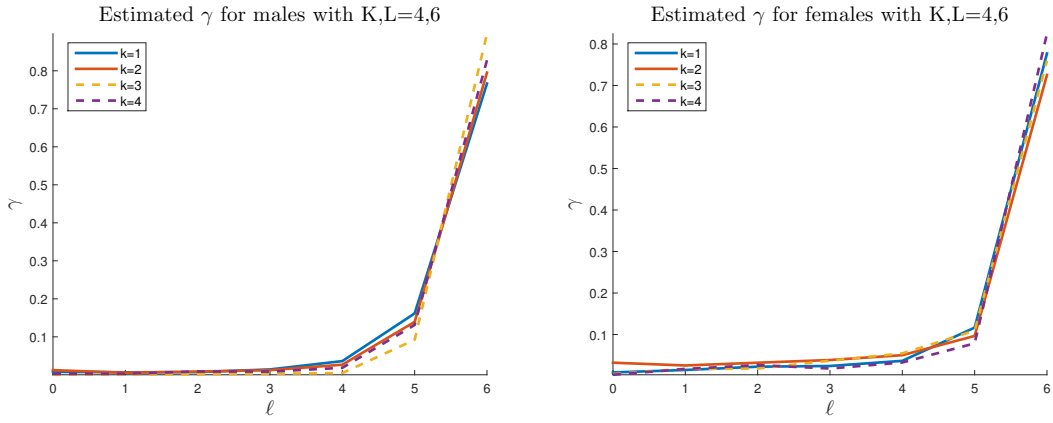 Estimated γ for males with K,L=4,6
k=1
k=2
k=3
k=4
0.8
0.7
0.6
0.5
0.4
0.3
0.2
0.1
γ
0 1 2 3 4 5 6
ℓ
Estimated γ for females with K,L=4,6
k=1
k=2
k=3
k=4
0.8
0.7
0.6
0.5
0.4
0.3
0.2
0.1
γ
0 1 2 3 4 5 6
ℓ